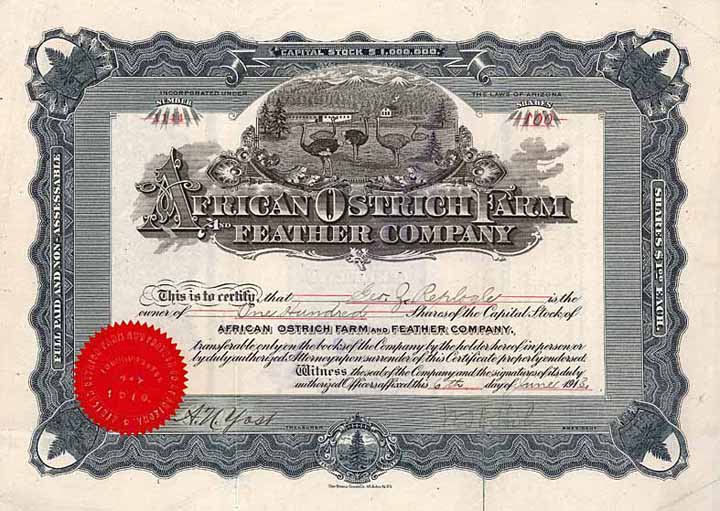 CAPITAL STOCK $1,000,000.
INCORPORATED UNDER THE LAWS OF ARIZONA
NUMBER SHARES
100
AFRICAN OSTRICH FARM
AND FEATHER COMPANY
FULL PAID AND NON-ASSESSABLE
SHARES $1.00 EACH.
This is to certify, that Geo. Z. Replogle is the
owner of One Hundred Shares of the Capital Stock of
AFRICAN OSTRICH FARM AND FEATHER COMPANY,
transferable only on the books of the Company by the holder hereof in person or
by duly authorized Attorney upon surrender of this Certificate properly endorsed.
Witness the seal of the Company and the signatures of its duly
authorized Officers affixed this 6th day of June 1913.
INCORPORATED
1910.
A. N. Yost
TREASURER PRESIDENT